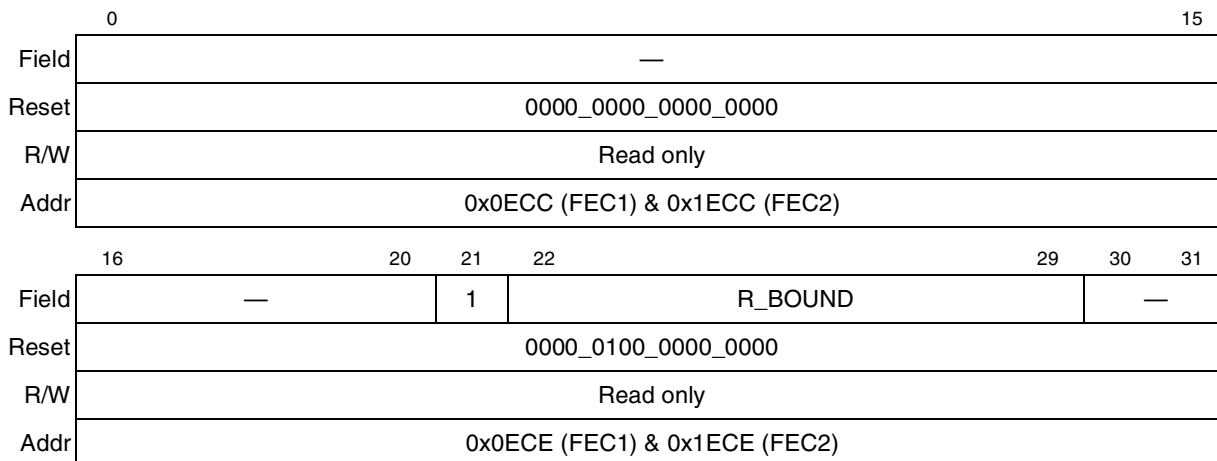 0 15
Field —
Reset 0000_0000_0000_0000
R/W Read only
Addr 0x0ECC (FEC1) & 0x1ECC (FEC2)
16 20 21 22 29 30 31
Field — 1 R_BOUND —
Reset 0000_0100_0000_0000
R/W Read only
Addr 0x0ECE (FEC1) & 0x1ECE (FEC2)